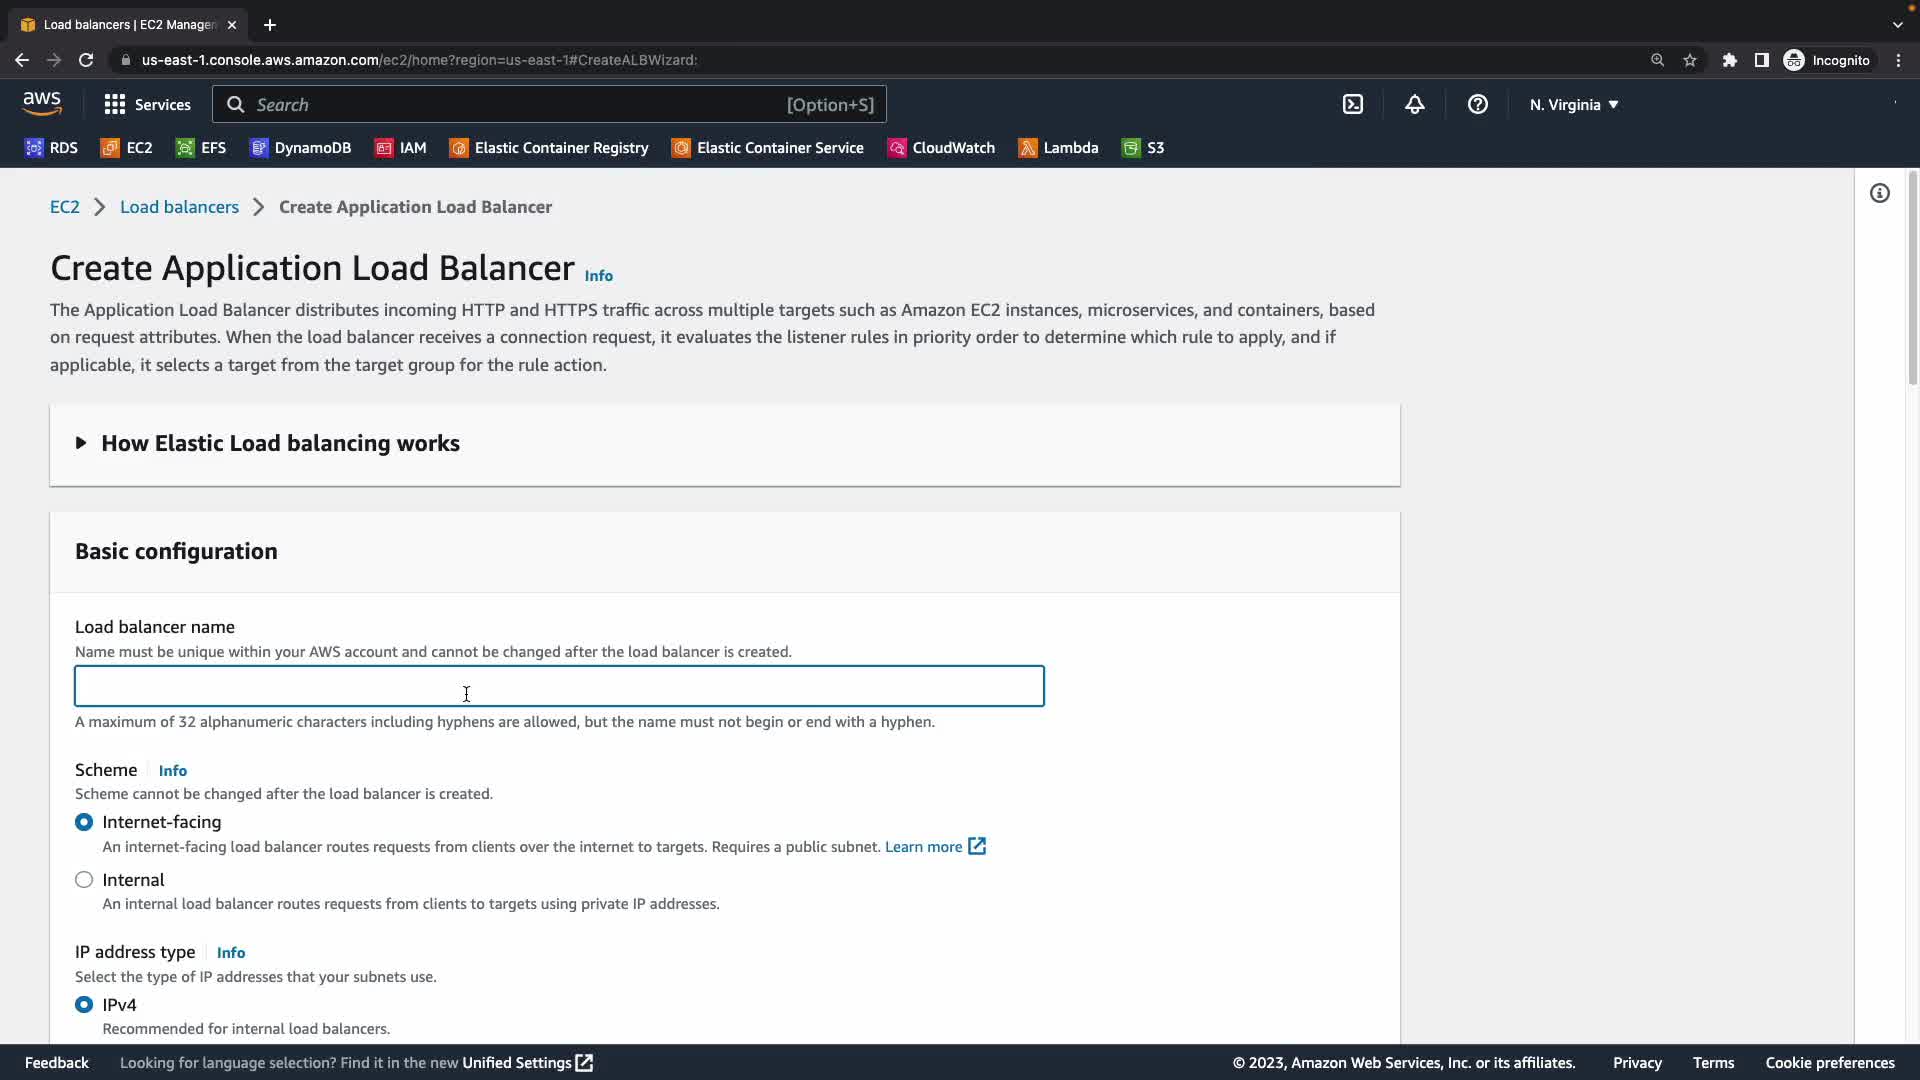 Load balancers | EC2 Manager
us-east-1.console.aws.amazon.com/ec2/home?region=us-east-1#CreateALBWizard:
Incognito
aws
Services
Search
[Option+S]
N. Virginia
RDS
EC2
EFS
DynamoDB
IAM
Elastic Container Registry
Elastic Container Service
CloudWatch
Lambda
S3
EC2 > Load balancers > Create Application Load Balancer
Create Application Load Balancer Info
The Application Load Balancer distributes incoming HTTP and HTTPS traffic across multiple targets such as Amazon EC2 instances, microservices, and containers, based
on request attributes. When the load balancer receives a connection request, it evaluates the listener rules in priority order to determine which rule to apply, and if
applicable, it selects a target from the target group for the rule action.
How Elastic Load balancing works
Basic configuration
Load balancer name
Name must be unique within your AWS account and cannot be changed after the load balancer is created.
A maximum of 32 alphanumeric characters including hyphens are allowed, but the name must not begin or end with a hyphen.
Scheme Info
Scheme cannot be changed after the load balancer is created.
Internet-facing
An internet-facing load balancer routes requests from clients over the internet to targets. Requires a public subnet. Learn more
Internal
An internal load balancer routes requests from clients to targets using private IP addresses.
IP address type Info
Select the type of IP addresses that your subnets use.
IPv4
Recommended for internal load balancers.
Feedback
Looking for language selection? Find it in the new Unified Settings
© 2023, Amazon Web Services, Inc. or its affiliates.
Privacy
Terms
Cookie preferences